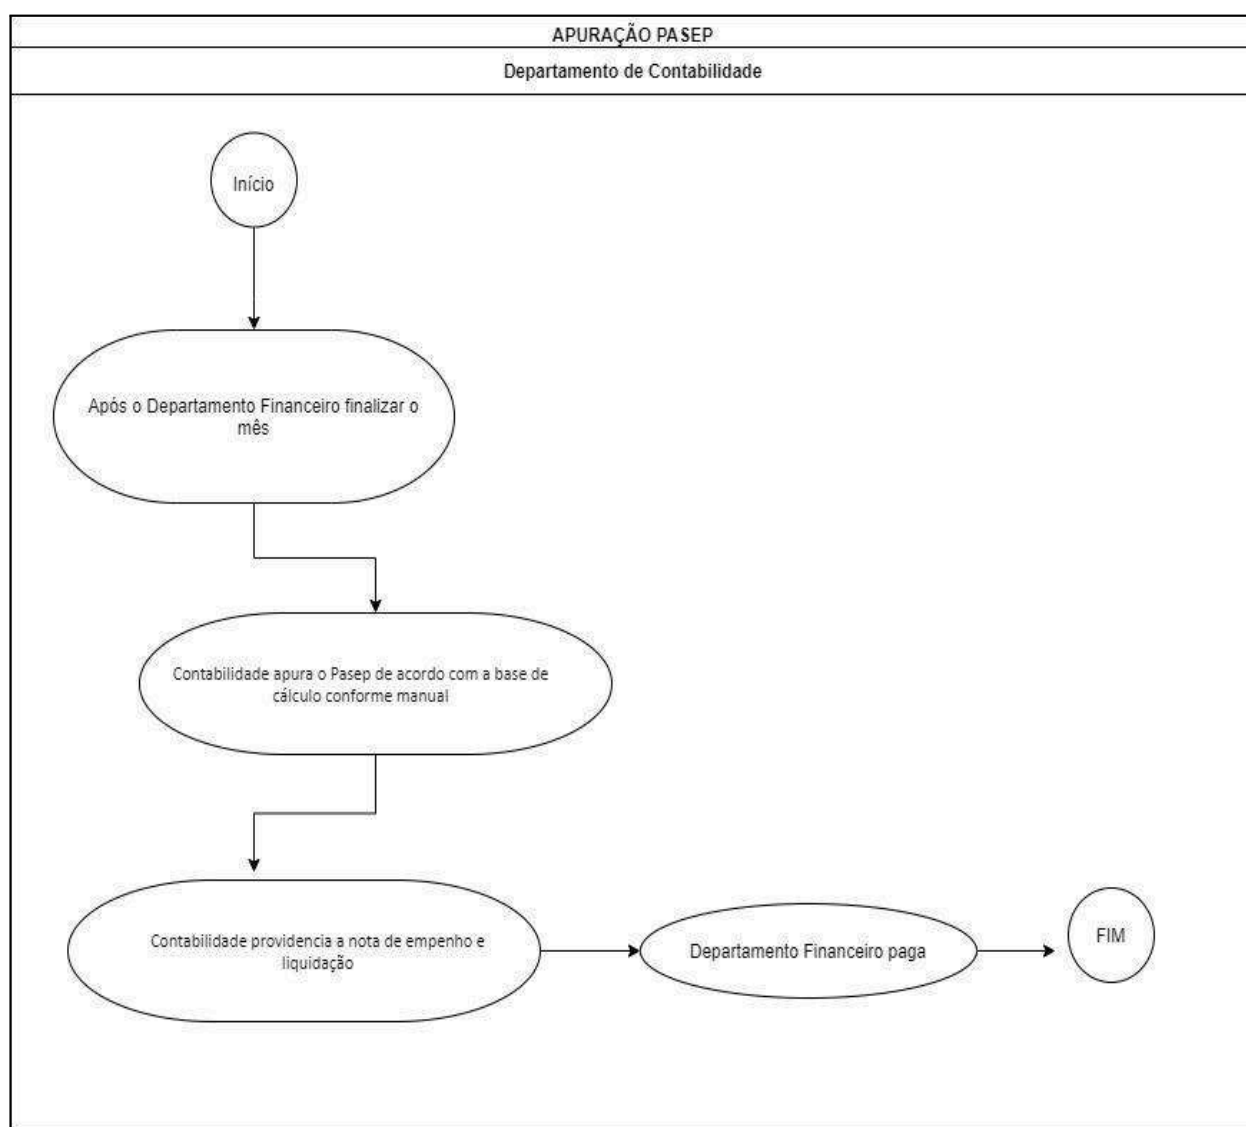 APURAÇÃO PASEP
Departamento de Contabilidade
Início
Após o Departamento Financeiro finalizar o
mês
Contabilidade apura o Pasep de acordo com a base de
cálculo conforme manual
Contabilidade providencia a nota de empenho e
liquidação
Departamento Financeiro paga
FIM